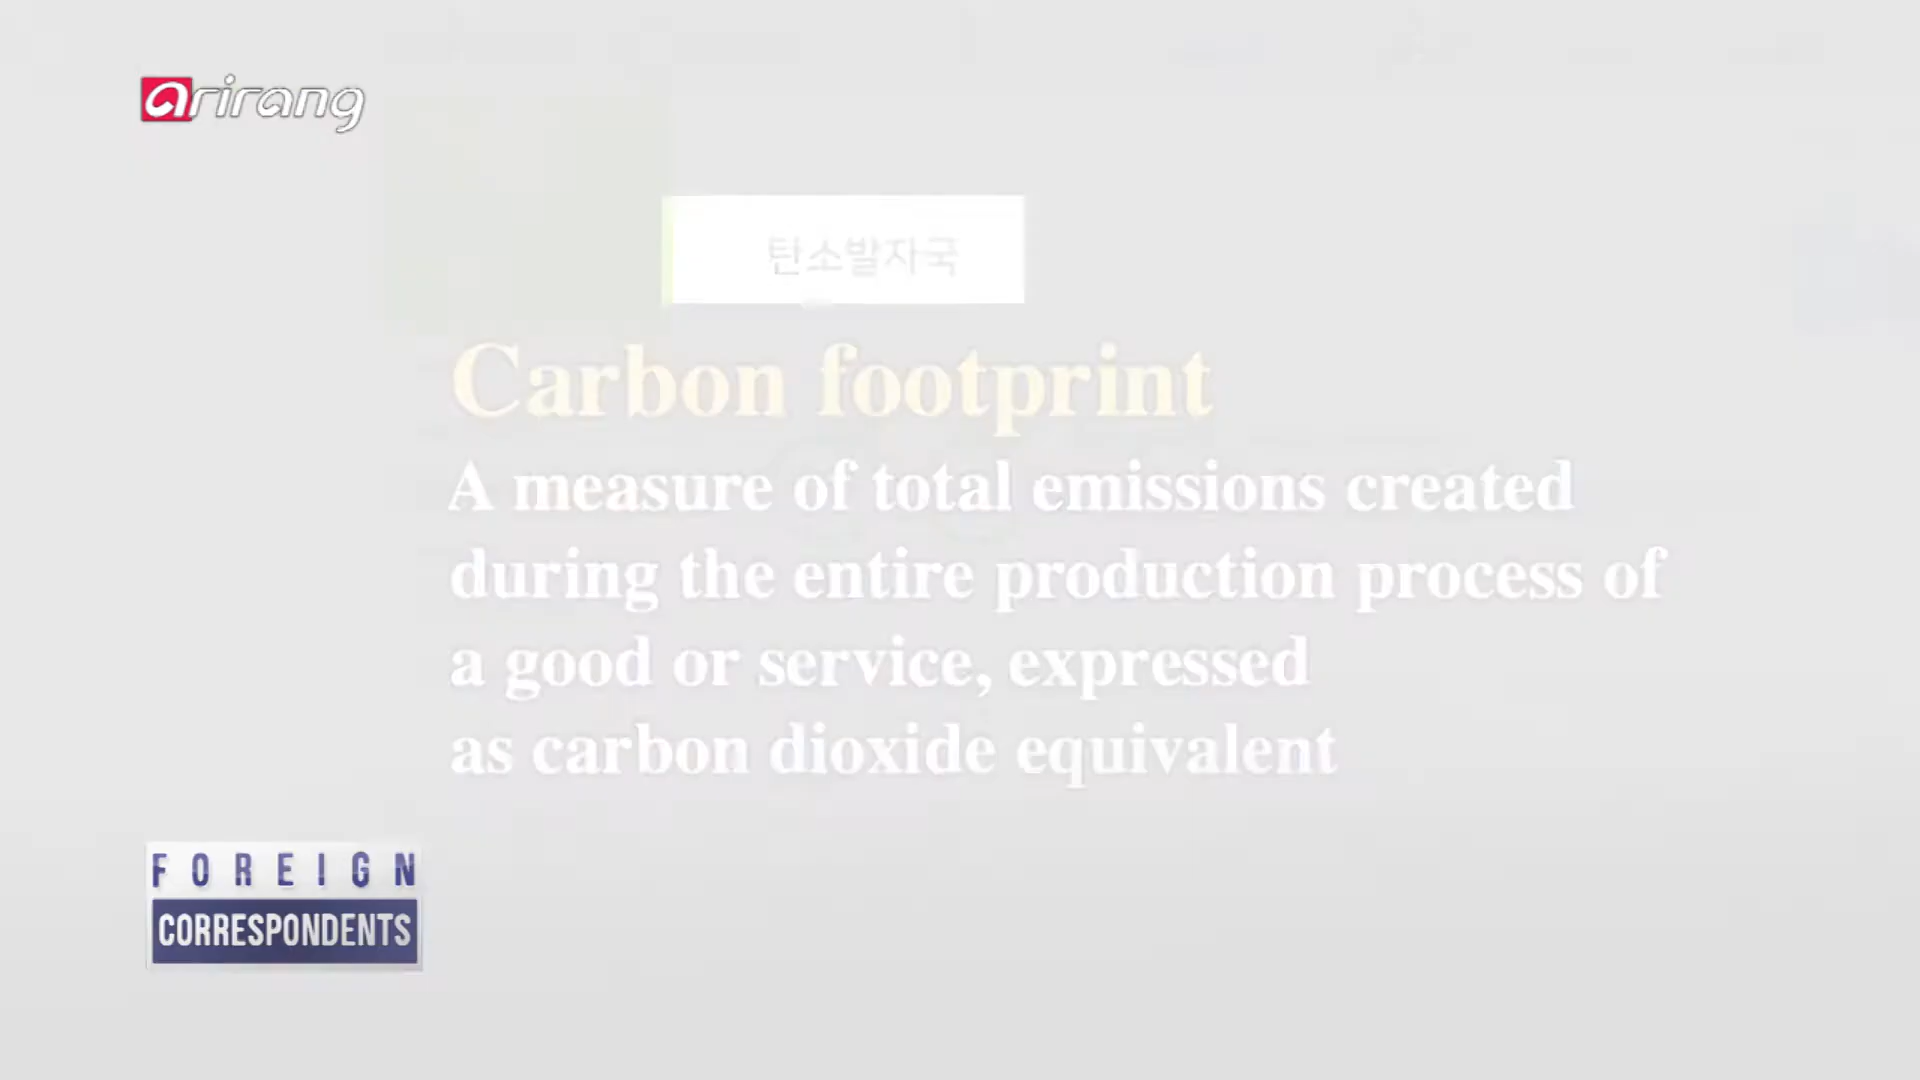 arirang
탄소발자국
Carbon footprint
A measure of total emissions created
during the entire production process of
a good or service, expressed
as carbon dioxide equivalent
FOREIGN
CORRESPONDENTS